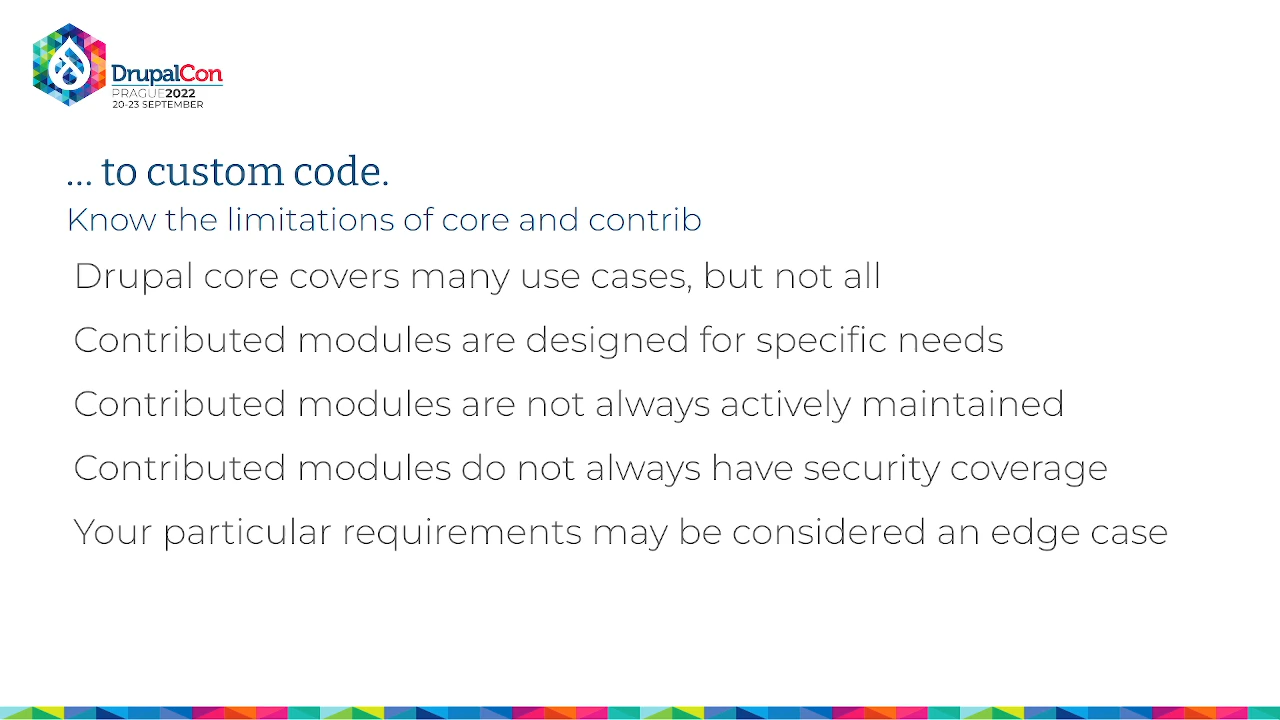 DrupalCon
PRAGUE2022
20-23 SEPTEMBER
... to custom code.
Know the limitations of core and contrib
Drupal core covers many use cases, but not all
Contributed modules are designed for specific needs
Contributed modules are not always actively maintained
Contributed modules do not always have security coverage
Your particular requirements may be considered an edge case